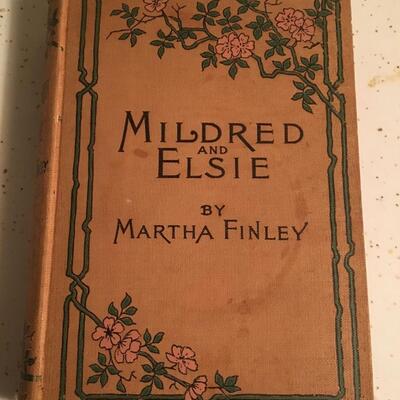 MILDRED
AND
ELSIE
BY
MARTHA FINLEY